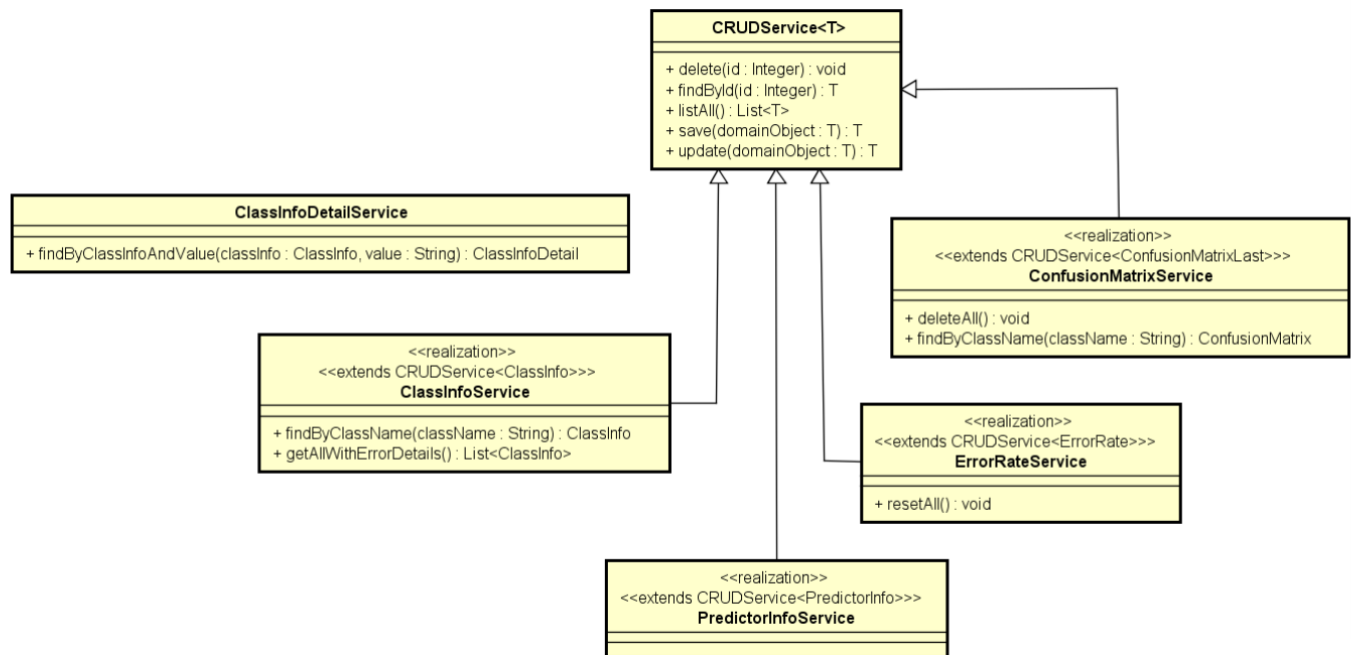 CRUDService<T>
+ delete(id : Integer) : void
+ findById(id : Integer) : T
+ listAll() : List<T>
+ save(domainObject : T) : T
+ update(domainObject : T) : T
ClassInfoDetailService
+ findByClassInfoAndValue(classInfo : ClassInfo, value : String) : ClassInfoDetail
<<realization>>
<<extends CRUDService<ConfusionMatrixLast>>>
ConfusionMatrixService
+ deleteAll() : void
+ findByClassName(className : String) : ConfusionMatrix
<<realization>>
<<extends CRUDService<ClassInfo>>>
ClassInfoService
+ findByClassName(className : String) : ClassInfo
+ getAllWithErrorDetails() : List<ClassInfo>
<<realization>>
<<extends CRUDService<ErrorRate>>>
ErrorRateService
+ resetAll() : void
<<realization>>
<<extends CRUDService<PredictorInfo>>>
PredictorInfoService